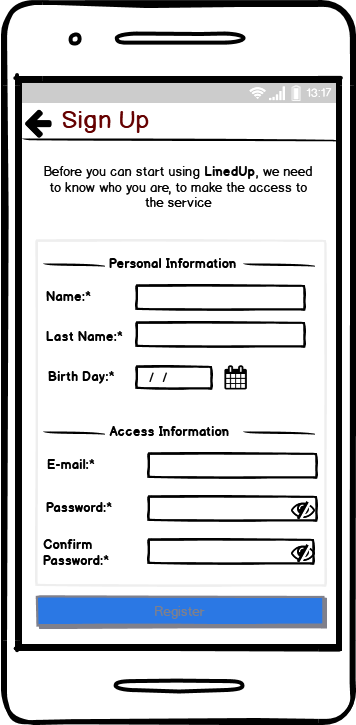 13:17
Sign Up
Before you can start using LinedUp, we need
to know who you are, to make the access to
the service
Personal Information
Name:*
Last Name:*
Birth Day:*
/ /
Access Information
E-mail:*
Password:*
Confirm
Password:*
Register